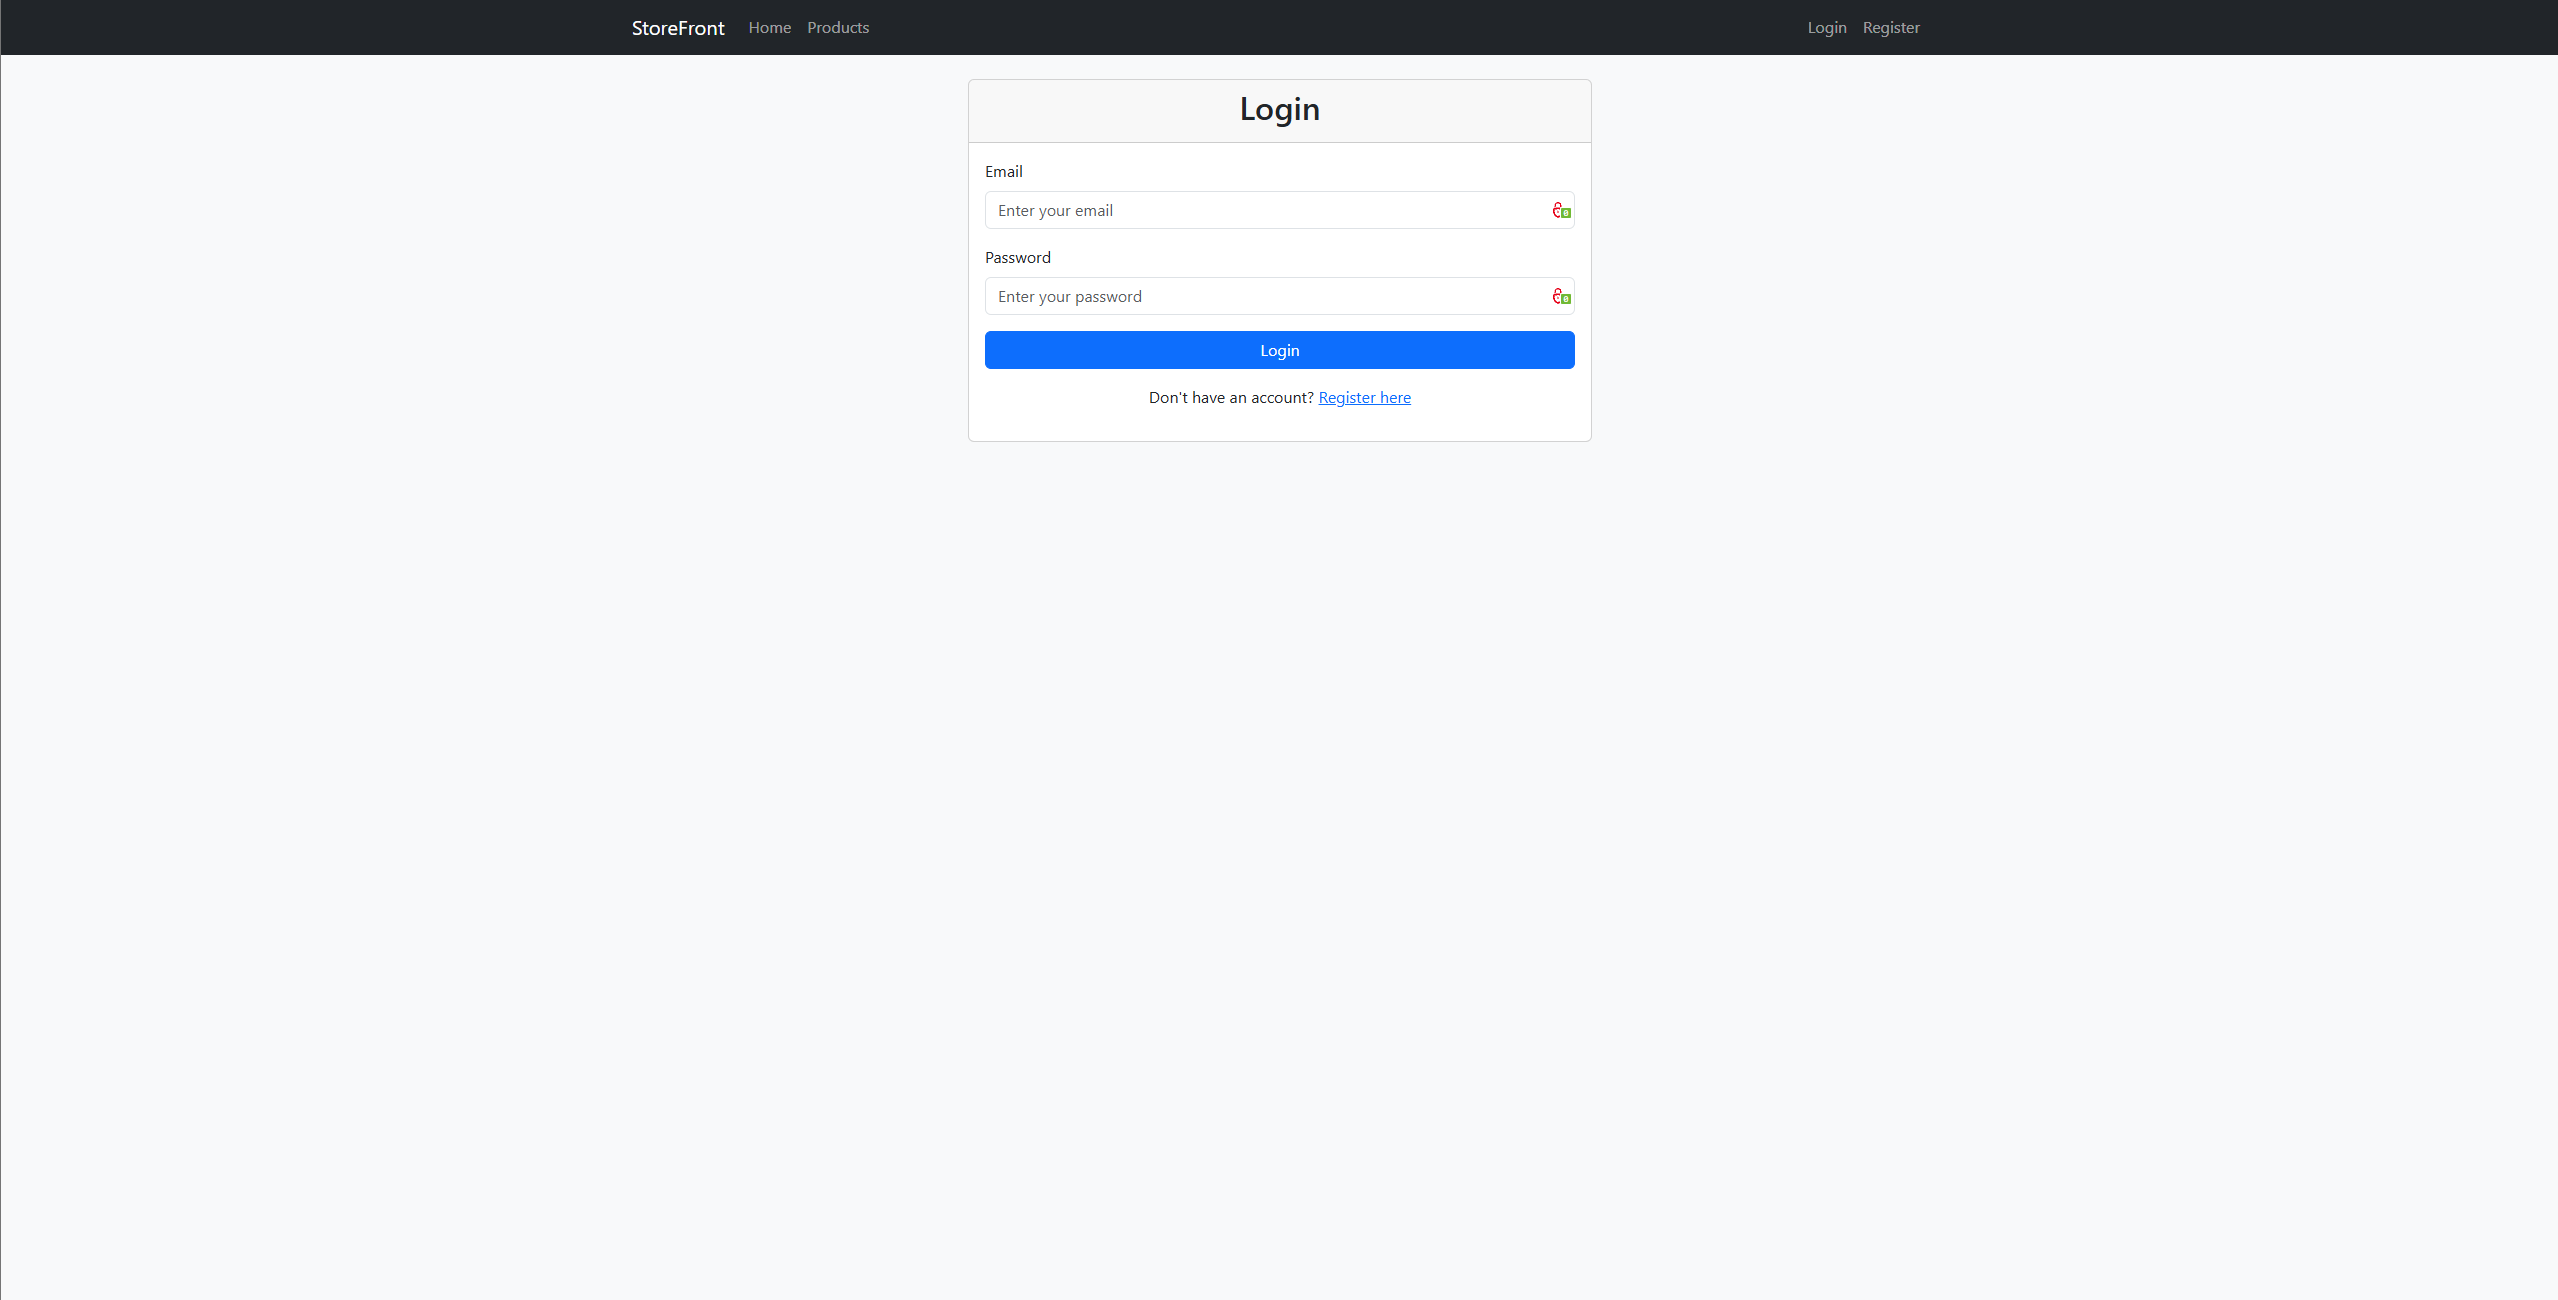 StoreFront Home Products Login Register
Login
Email
Enter your email
Password
Enter your password
Login
Don't have an account? Register here